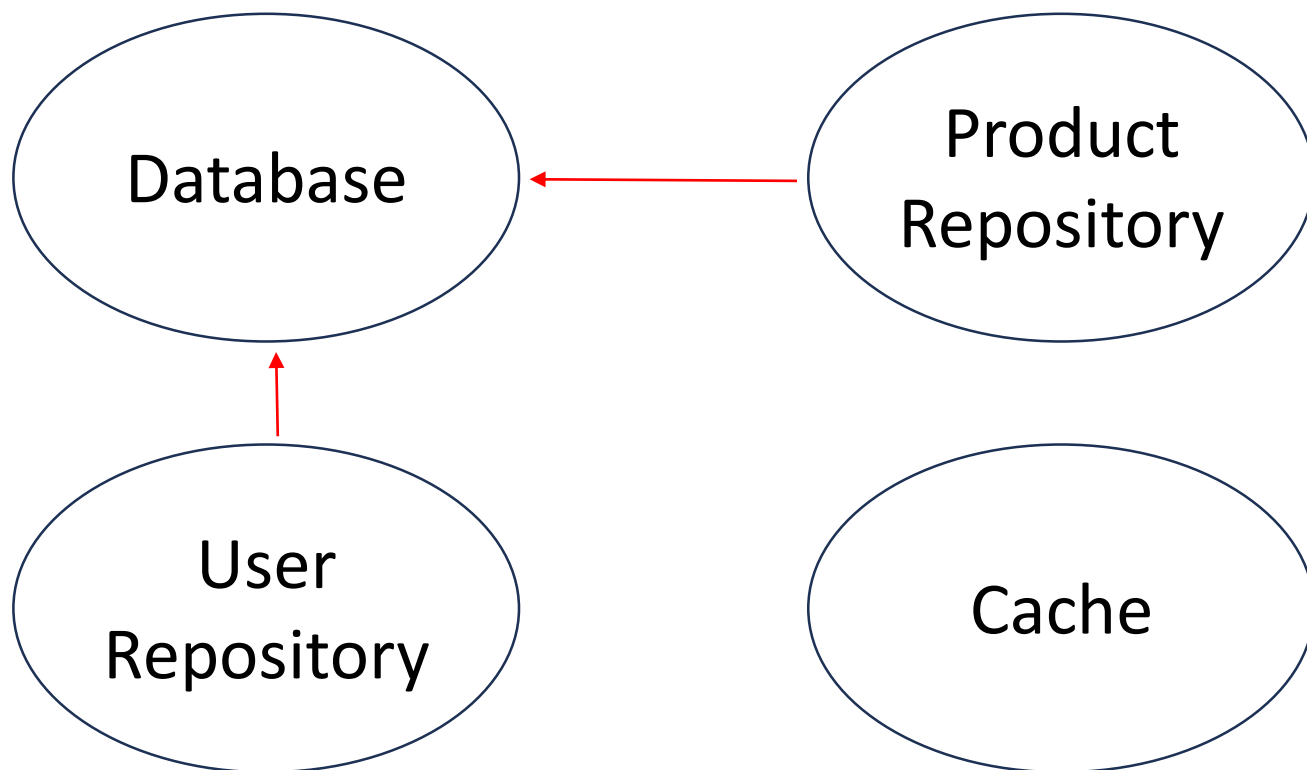 Database
Product
Repository
User
Repository
Cache